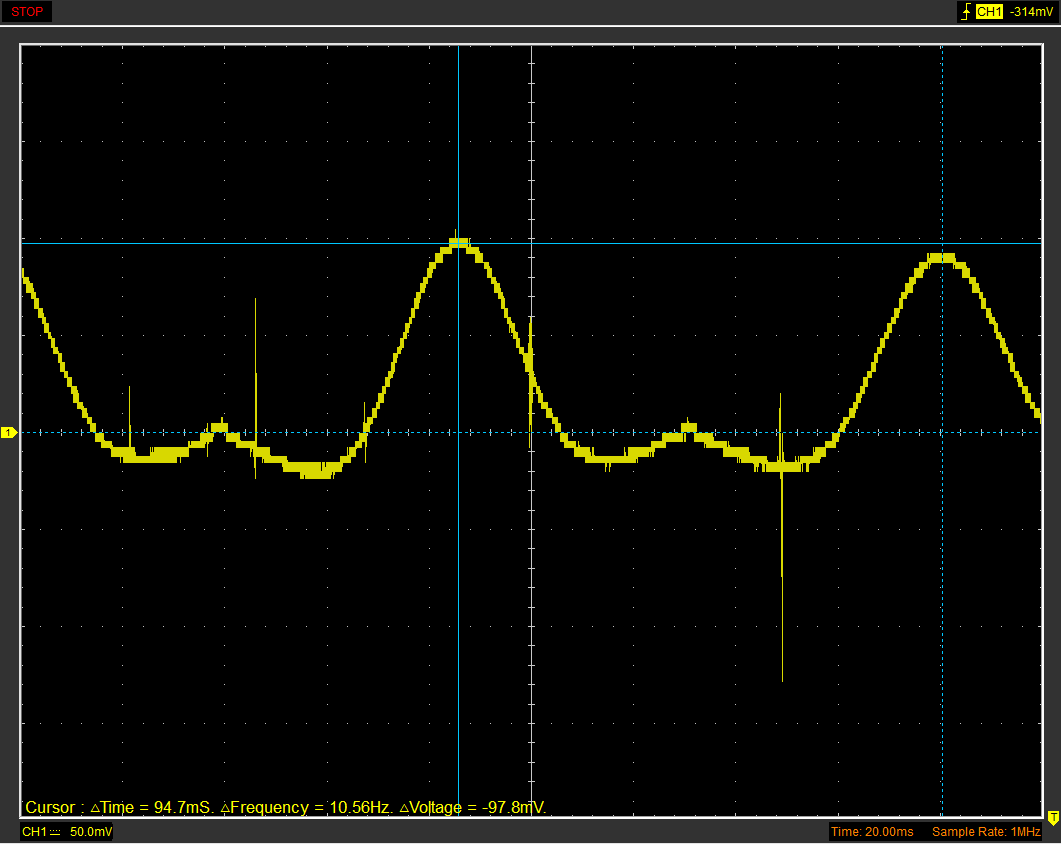 STOP
CH1 -314mV
1
Cursor : △Time = 94.7mS. △Frequency = 10.56Hz. △Voltage = -97.8mV.
T
CH1 50.0mV Time: 20.00ms Sample Rate: 1MHz